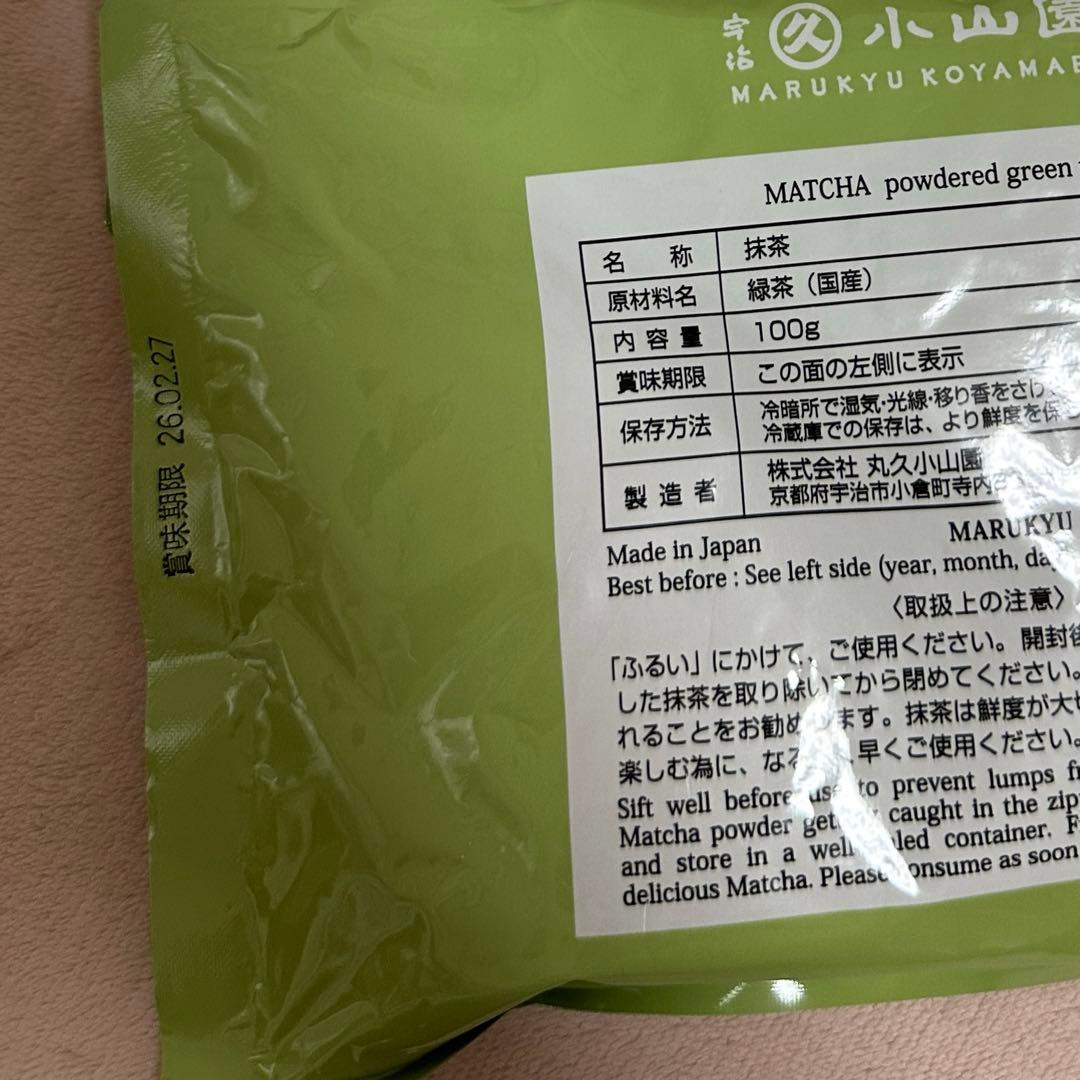 宇治 久 小山園
MARUKYU KOYAMAE
MATCHA powdered green
名称 抹茶
原材料名 緑茶（国産）
内容量 100g
賞味期限 この面の左側に表示
保存方法 冷暗所で湿気・光線・移り香をさけ
冷蔵庫での保存は、より鮮度を保
製造者 株式会社 丸久小山園
京都府宇治市小倉町寺内
賞味期限 26.02.27
Made in Japan
MARUKYU
Best before : See left side (year, month, day
〈取扱上の注意〉
「ふるい」にかけて、ご使用ください。開封後
した抹茶を取り除いてから閉めてください。
れることをお勧めします。抹茶は鮮度が大切
楽しむ為に、な 早くご使用ください。
Sift well before use to prevent lumps
Matcha powder caught in the
and store in a well container.
delicious Matcha. Please consume as soon